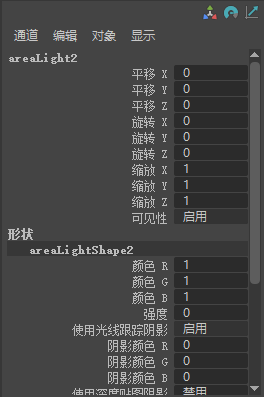 通道 编辑 对象 显示
areaLight2
平移 X 0
平移 Y 0
平移 Z 0
旋转 X 0
旋转 Y 0
旋转 Z 0
缩放 X 1
缩放 Y 1
缩放 Z 1
可见性 启用
形状
areaLightShape2
颜色 R 1
颜色 G 1
颜色 B 1
强度 0
使用光线跟踪阴影 启用
阴影颜色 R 0
阴影颜色 G 0
阴影颜色 B 0
使用深度贴图阴影 禁用